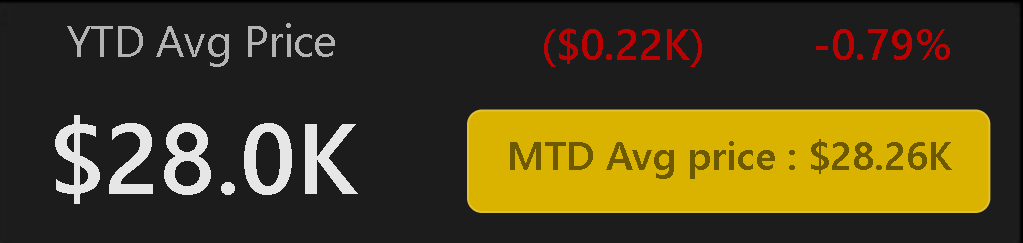 YTD Avg Price
($0.22K) -0.79%
$28.0K
MTD Avg price : $28.26K